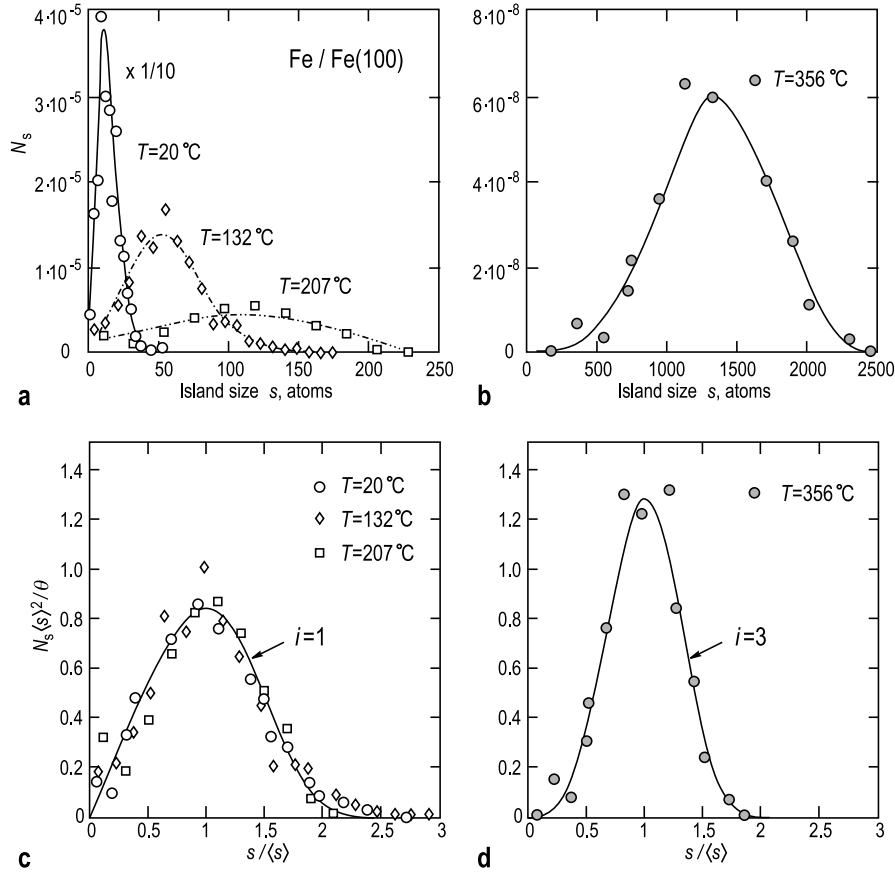 4·10⁻⁵
3·10⁻⁵
2·10⁻⁵
1·10⁻⁵
0
Nₛ
Fe / Fe(100)
x 1/10
T=20 °C
T=132 °C
T=207 °C
0 50 100 150 200 250
Island size s, atoms
a
8·10⁻⁸
6·10⁻⁸
4·10⁻⁸
2·10⁻⁸
0
T=356 °C
0 500 1000 1500 2000 2500
Island size s, atoms
b
1.4
1.2
1.0
0.8
0.6
0.4
0.2
0
Nₛ⟨s⟩²/θ
T=20 °C
T=132 °C
T=207 °C
i=1
0 0.5 1 1.5 2 2.5 3
s/⟨s⟩
c
1.4
1.2
1.0
0.8
0.6
0.4
0.2
0
T=356 °C
i=3
0 0.5 1 1.5 2 3
s/⟨s⟩
d